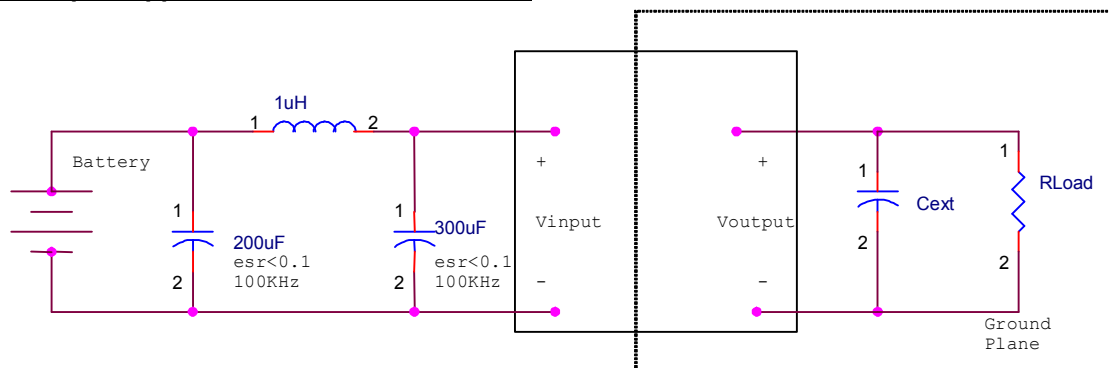 1uH
1
2
Battery
+
+
1
1
RLoad
1
1
Cext
Vinput
Voutput
300uF
200uF
esr<0.1
esr<0.1
2
2
100KHz
2
100KHz
2
-
-
Ground
Plane